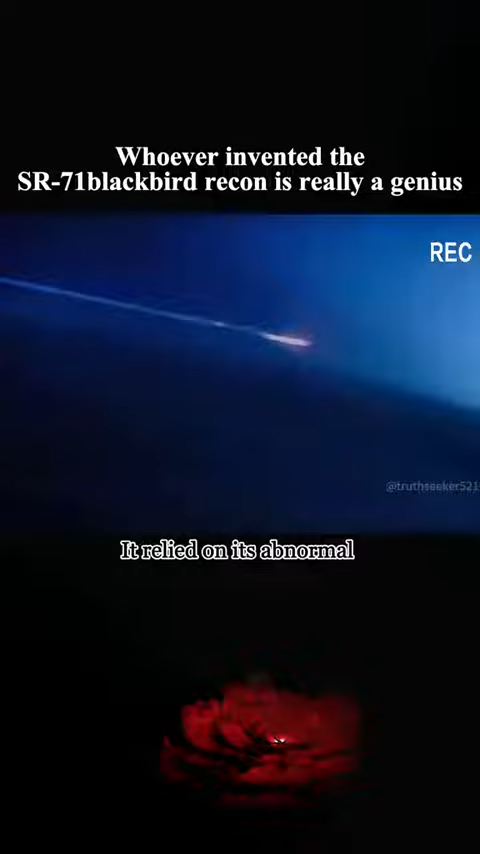 Whoever invented the
SR-71blackbird recon is really a genius
REC
@truthseeker521
It relied on its abnormal